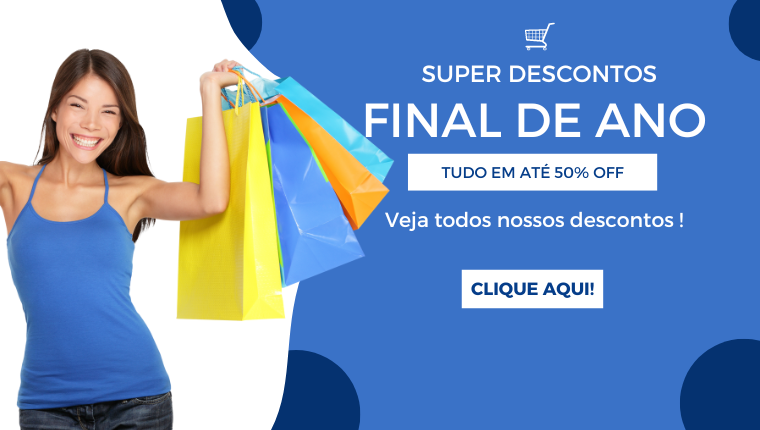 SUPER DESCONTOS
FINAL DE ANO
TUDO EM ATÉ 50% OFF
Veja todos nossos descontos !
CLIQUE AQUI!